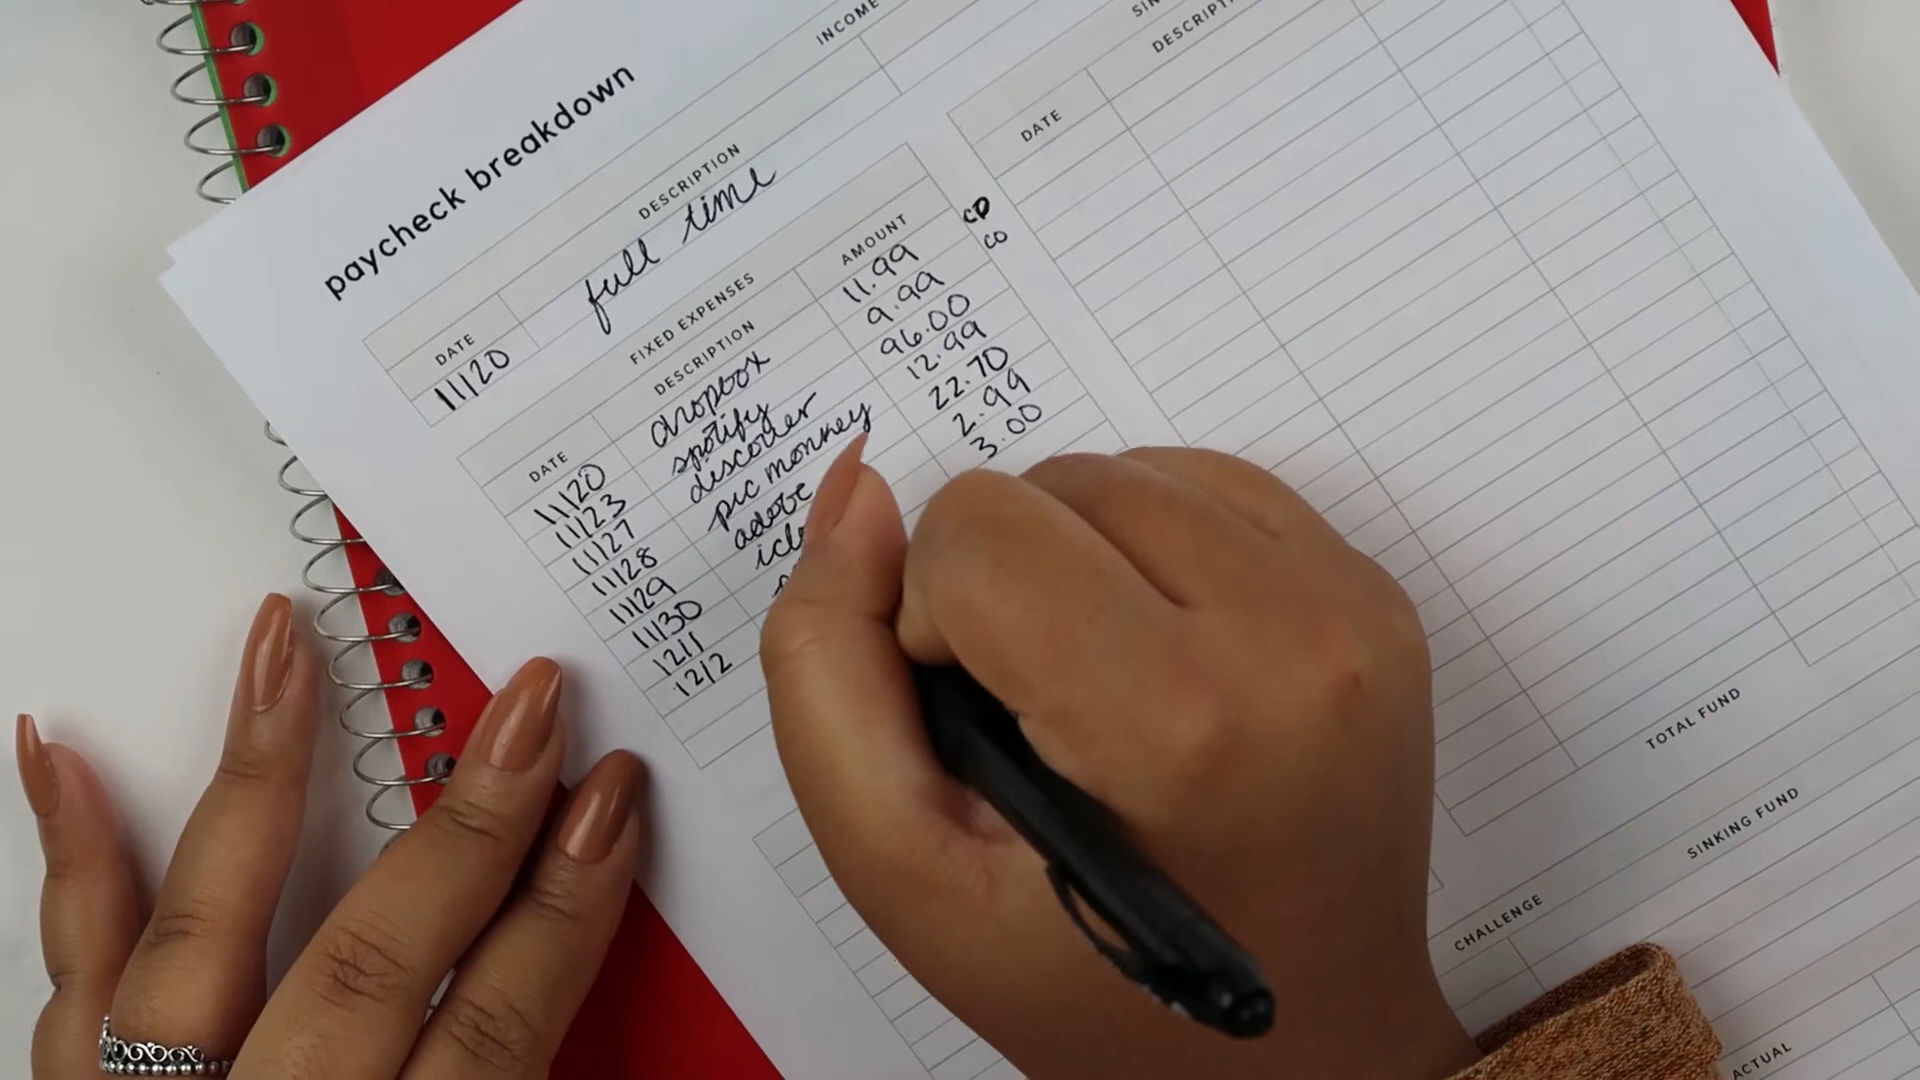 paycheck breakdown
INCOME
DATE DESCRIPTION
11/20 full time
FIXED EXPENSES
DATE DESCRIPTION AMOUNT
11/20 dropbox 11.99 CD
11/23 spotify 9.99 CO
11/27 discover 96.00
11/28 pic monkey 12.99
11/29 adobe 22.70
11/30 2.99
12/1 3.00
12/2
DATE
TOTAL FUND
SINKING FUND
CHALLENGE
ACTUAL